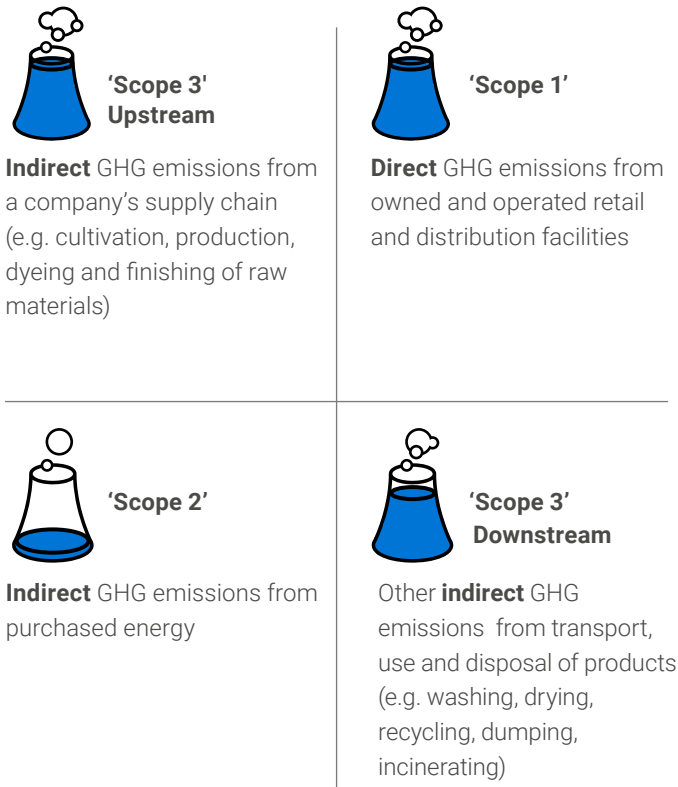 ‘Scope 3'
Upstream
Indirect GHG emissions from
a company’s supply chain
(e.g. cultivation, production,
dyeing and finishing of raw
materials)
‘Scope 1’
Direct GHG emissions from
owned and operated retail
and distribution facilities
‘Scope 2’
Indirect GHG emissions from
purchased energy
‘Scope 3’
Downstream
Other indirect GHG
emissions from transport,
use and disposal of products
(e.g. washing, drying,
recycling, dumping,
incinerating)